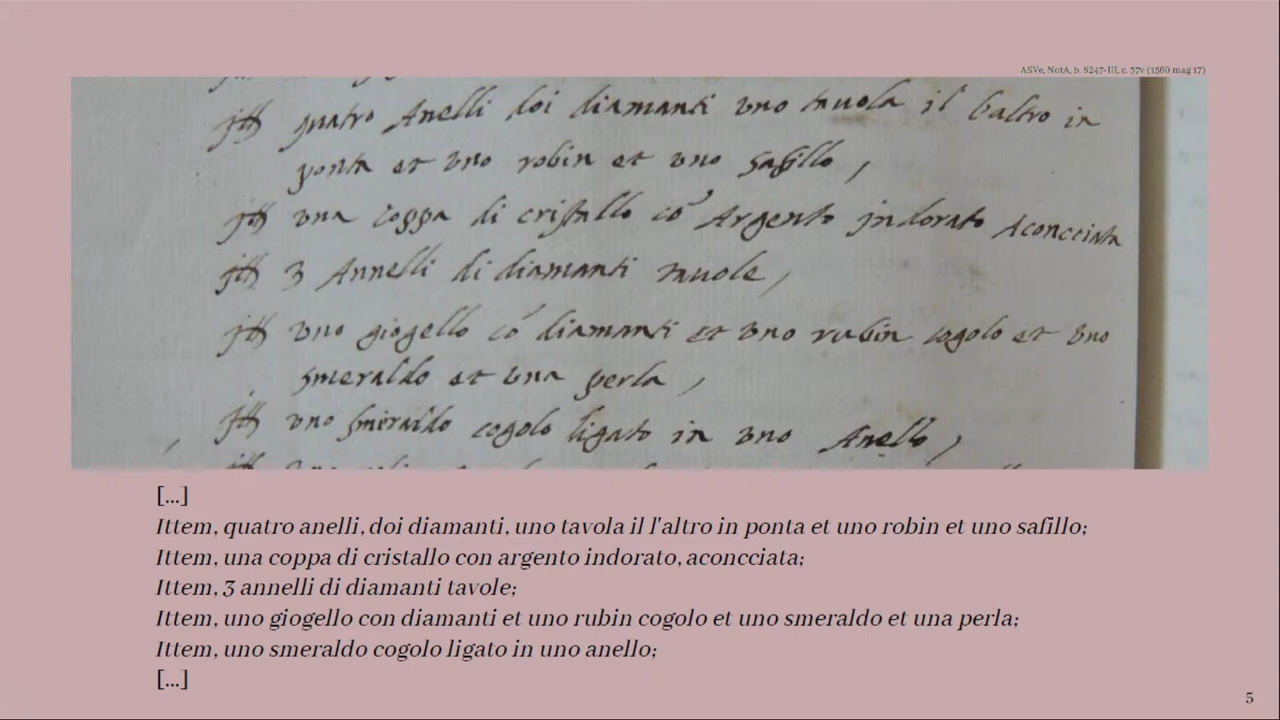 ASVe, NotA, b. 8247-III, c. 37v (1560 mag 17)
jtt quatro Anelli doi diamanti uno tauola il l'altro in
ponta et uno robin et uno safillo,
jtt una coppa di cristallo co Argento jndorato Aconcciata
jtt 3 Annelli di diamanti tauole,
jtt uno giogello co diamanti et uno rubin cogolo et uno
smeraldo et una perla,
jtt uno smeraldo cogolo ligato in uno Anello,
[...]
Ittem, quatro anelli, doi diamanti, uno tavola il l'altro in ponta et uno robin et uno safillo;
Ittem, una coppa di cristallo con argento indorato, aconcciata;
Ittem, 3 annelli di diamanti tavole;
Ittem, uno giogello con diamanti et uno rubin cogolo et uno smeraldo et una perla;
Ittem, uno smeraldo cogolo ligato in uno anello;
[...]
5